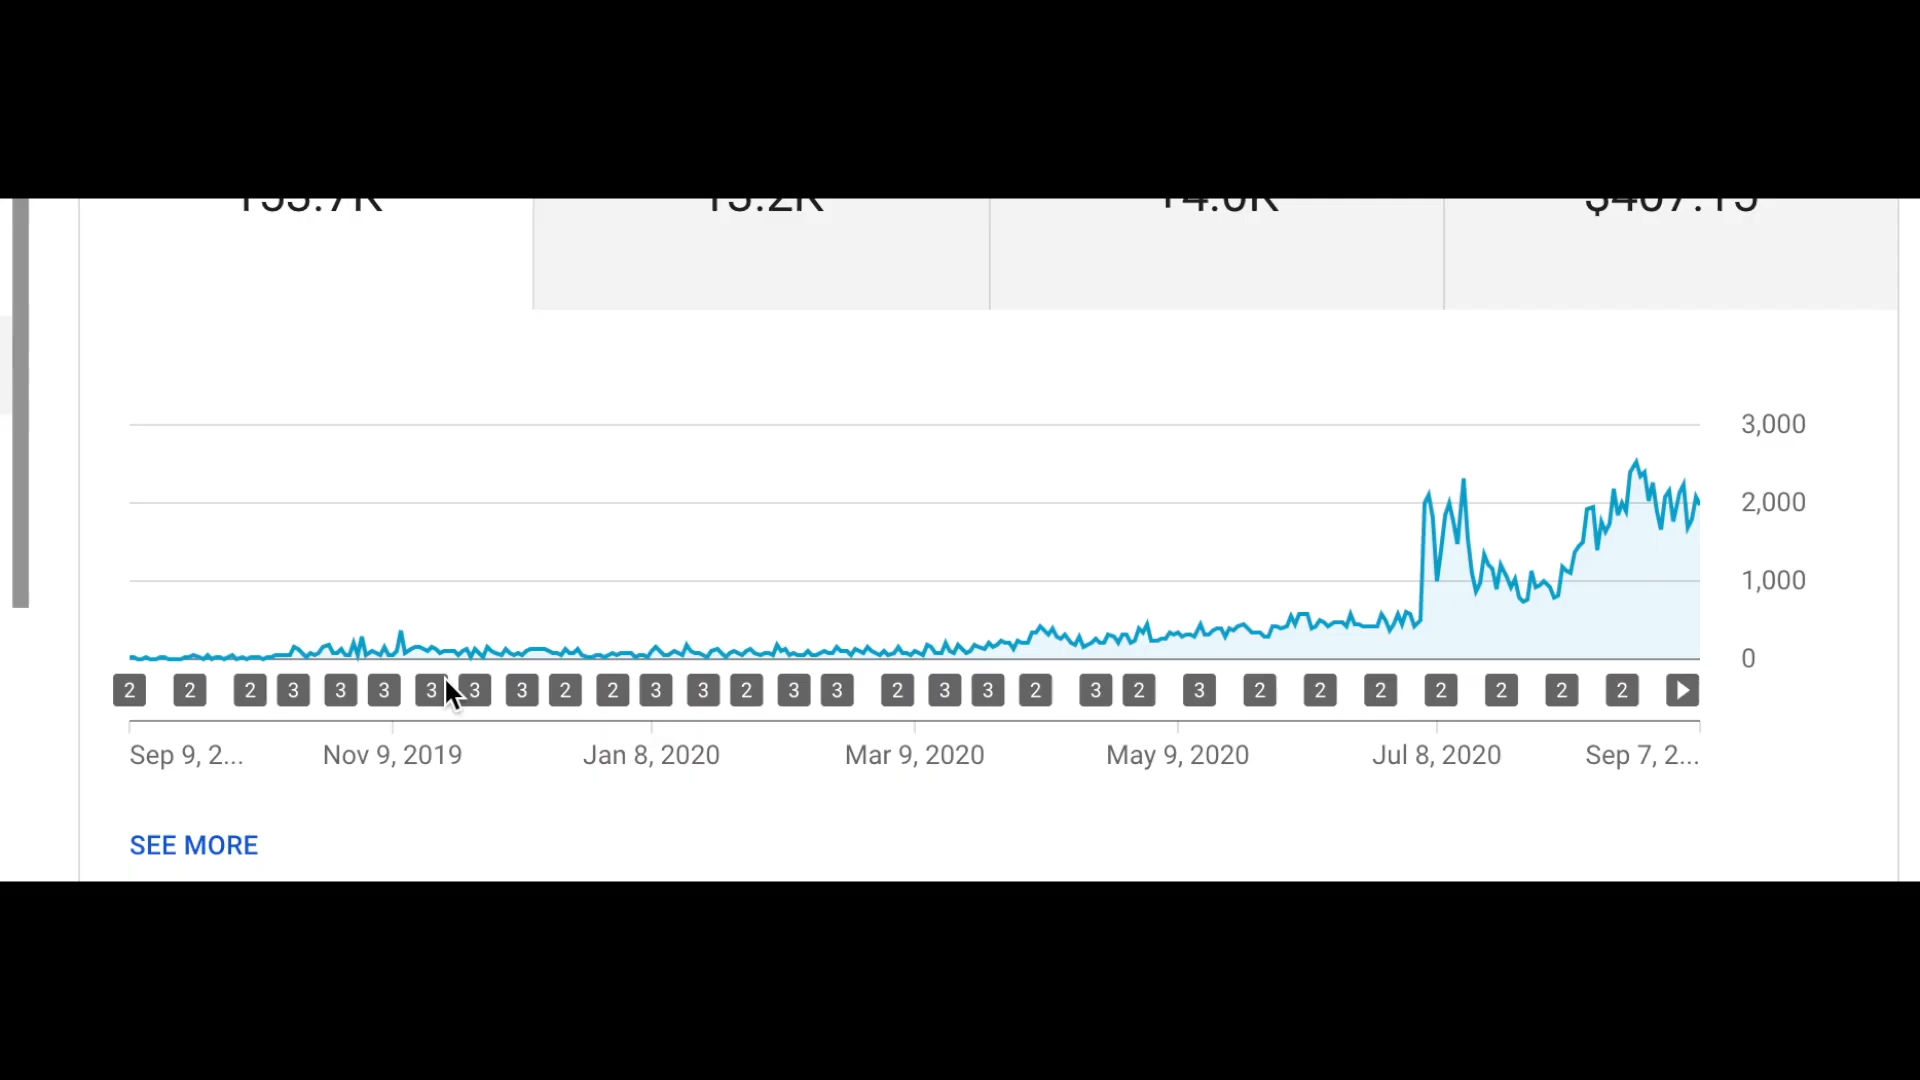 3,000
2,000
1,000
0
2 2 2 3 3 3 3 3 3 2 2 3 3 2 3 3 2 3 3 2 3 2 3 2 2 2 2 2 2 2
Sep 9, 2... Nov 9, 2019 Jan 8, 2020 Mar 9, 2020 May 9, 2020 Jul 8, 2020 Sep 7, 2...
SEE MORE